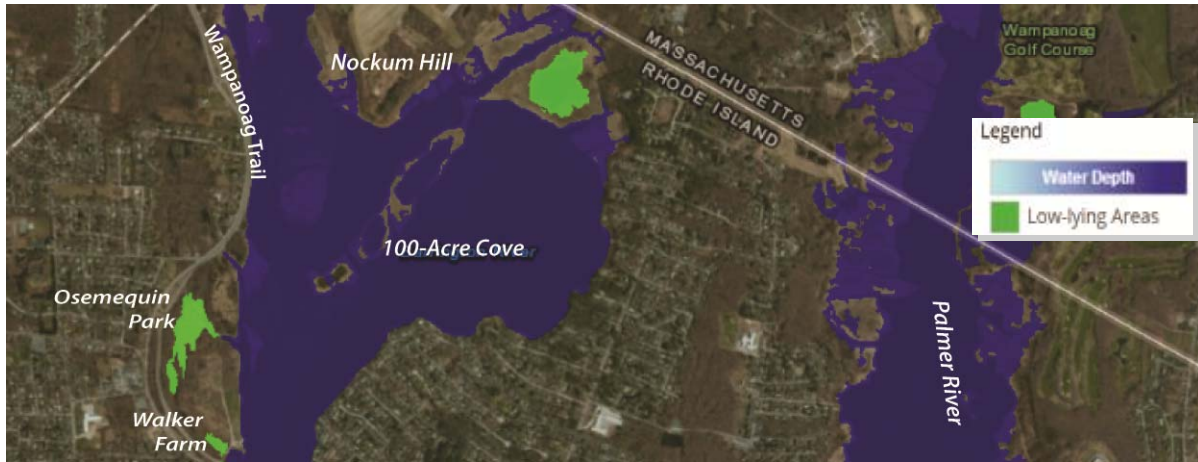 Wampanoag Trail
Nockum Hill
MASSACHUSETTS
RHODE ISLAND
Wampanoag
Golf Course
Legend
Water Depth
Low-lying Areas
100-Acre Cove
Osemequin
Park
Palmer River
Walker
Farm